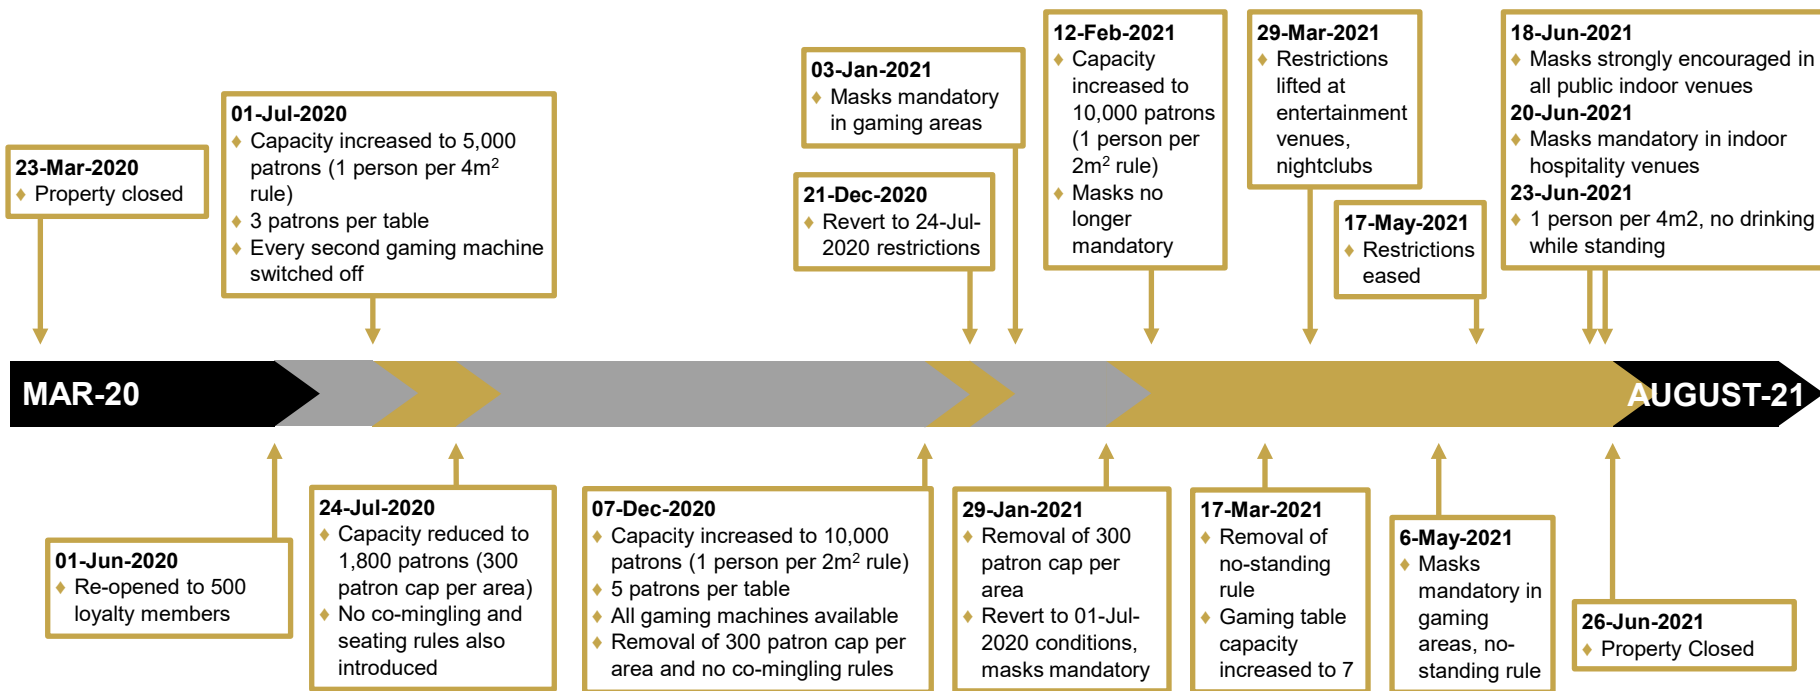 23-Mar-2020
♦ Property closed
01-Jul-2020
♦ Capacity increased to 5,000
patrons (1 person per 4m²
rule)
♦ 3 patrons per table
♦ Every second gaming machine
switched off
03-Jan-2021
♦ Masks mandatory
in gaming areas
21-Dec-2020
♦ Revert to 24-Jul-
2020 restrictions
12-Feb-2021
♦ Capacity
increased to
10,000 patrons
(1 person per
2m² rule)
♦ Masks no
longer
mandatory
29-Mar-2021
♦ Restrictions
lifted at
entertainment
venues,
nightclubs
17-May-2021
♦ Restrictions
eased
18-Jun-2021
♦ Masks strongly encouraged in
all public indoor venues
20-Jun-2021
♦ Masks mandatory in indoor
hospitality venues
23-Jun-2021
♦ 1 person per 4m2, no drinking
while standing
MAR-20
AUGUST-21
01-Jun-2020
♦ Re-opened to 500
loyalty members
24-Jul-2020
♦ Capacity reduced to
1,800 patrons (300
patron cap per area)
♦ No co-mingling and
seating rules also
introduced
07-Dec-2020
♦ Capacity increased to 10,000
patrons (1 person per 2m² rule)
♦ 5 patrons per table
♦ All gaming machines available
♦ Removal of 300 patron cap per
area and no co-mingling rules
29-Jan-2021
♦ Removal of 300
patron cap per
area
♦ Revert to 01-Jul-
2020 conditions,
masks mandatory
17-Mar-2021
♦ Removal of
no-standing
rule
♦ Gaming table
capacity
increased to 7
6-May-2021
♦ Masks
mandatory in
gaming
areas, no-
standing rule
26-Jun-2021
♦ Property Closed